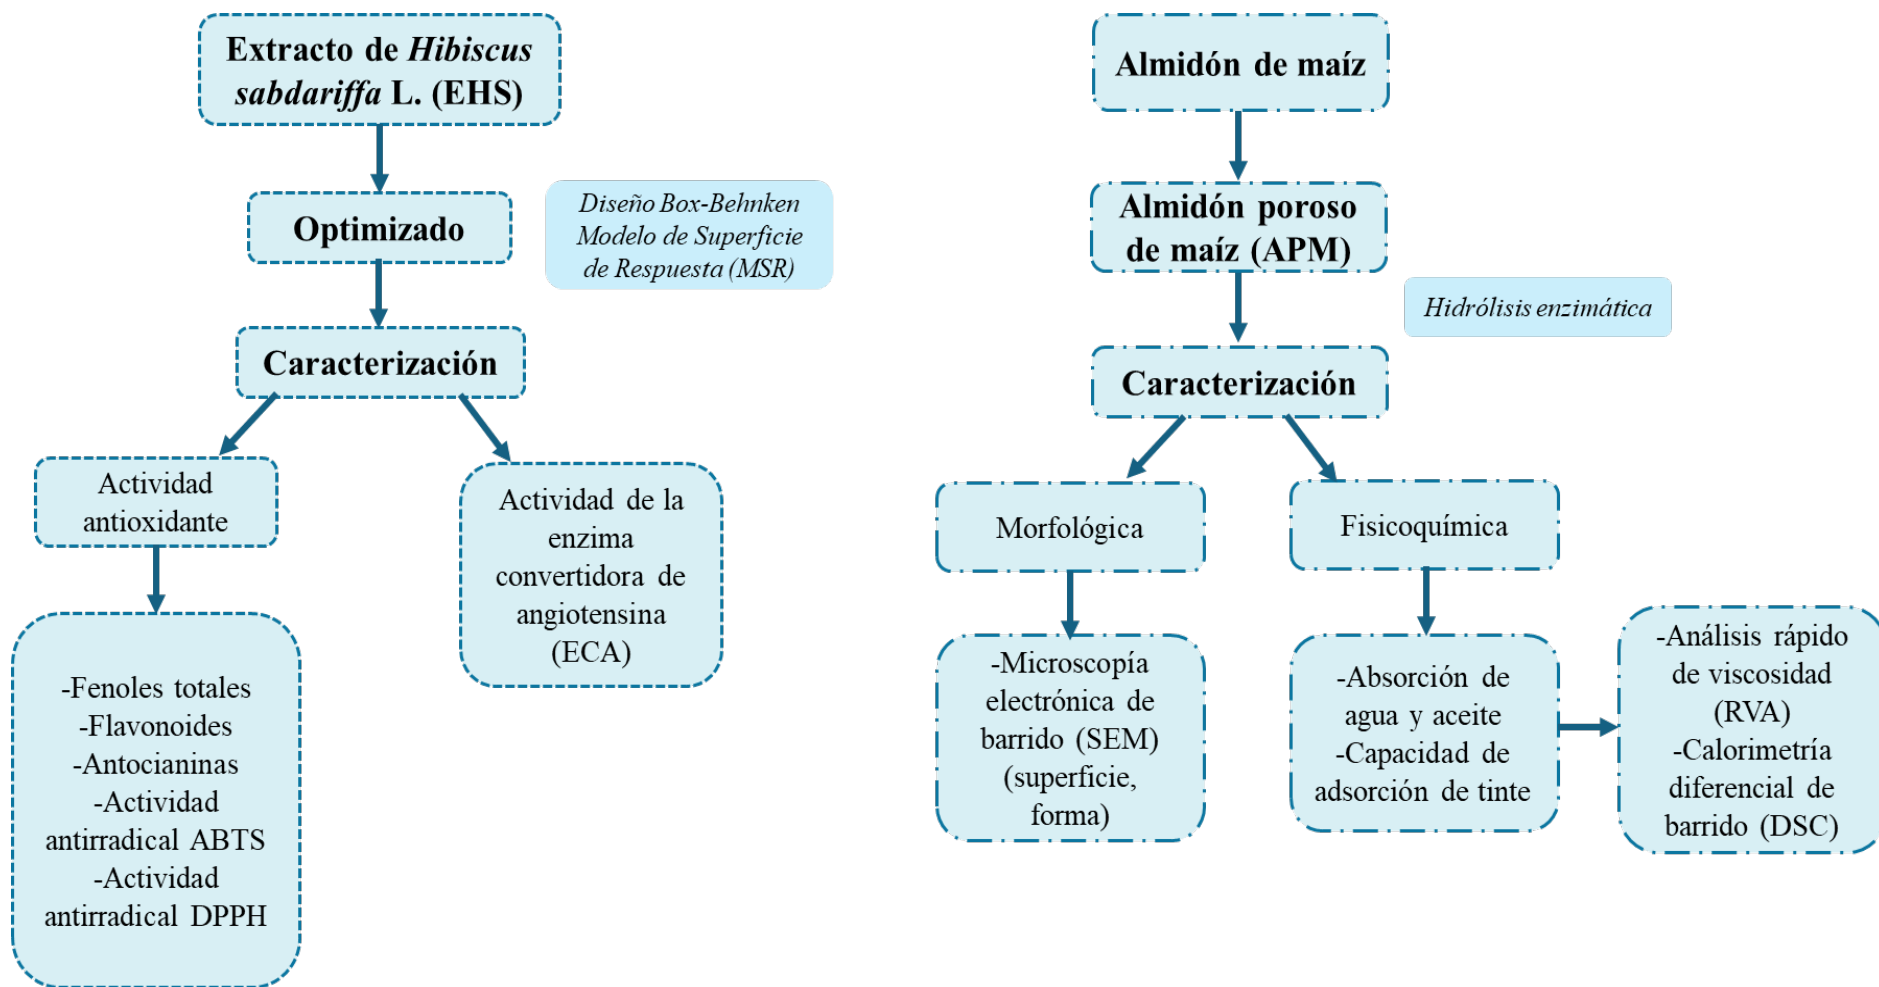 Extracto de Hibiscus
sabdariffa L. (EHS)
Optimizado
Diseño Box-Behnken
Modelo de Superficie
de Respuesta (MSR)
Caracterización
Actividad
antioxidante
Actividad de la
enzima
convertidora de
angiotensina
(ECA)
-Fenoles totales
-Flavonoides
-Antocianinas
-Actividad
antirradical ABTS
-Actividad
antirradical DPPH
Almidón de maíz
Almidón poroso
de maíz (APM)
Hidrólisis enzimática
Caracterización
Morfológica
Fisicoquímica
-Microscopía
electrónica de
barrido (SEM)
(superficie,
forma)
-Absorción de
agua y aceite
-Capacidad de
adsorción de tinte
-Análisis rápido
de viscosidad
(RVA)
-Calorimetría
diferencial de
barrido (DSC)